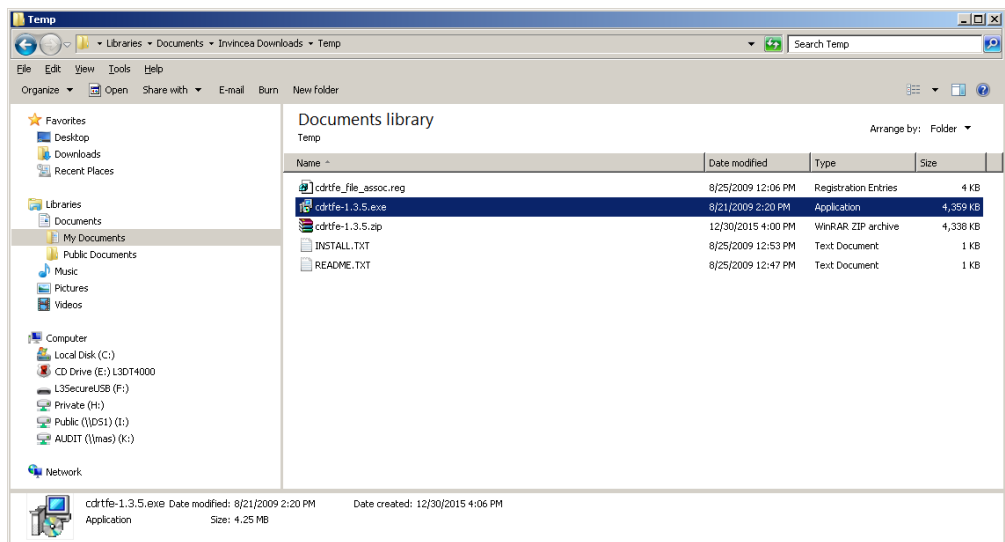 Temp
Libraries Documents Invincea Downloads Temp
Search Temp
File Edit View Tools Help
Organize Open Share with E-mail Burn New folder
Favorites
Desktop
Downloads
Recent Places
Libraries
Documents
My Documents
Public Documents
Music
Pictures
Videos
Computer
Local Disk (C:)
CD Drive (E:) L3DT4000
L3SecureUSB (F:)
Private (H:)
Public (\\DS1) (I:)
AUDIT (\\mas) (K:)
Network
Documents library
Temp
Arrange by: Folder
Name Date modified Type Size
cdrtfe_file_assoc.reg 8/25/2009 12:06 PM Registration Entries 4 KB
cdrtfe-1.3.5.exe 8/21/2009 2:20 PM Application 4,359 KB
cdrtfe-1.3.5.zip 12/30/2015 4:00 PM WinRAR ZIP archive 4,338 KB
INSTALL.TXT 8/25/2009 12:53 PM Text Document 1 KB
README.TXT 8/25/2009 12:47 PM Text Document 1 KB
cdrtfe-1.3.5.exe Date modified: 8/21/2009 2:20 PM Date created: 12/30/2015 4:06 PM
Application Size: 4.25 MB